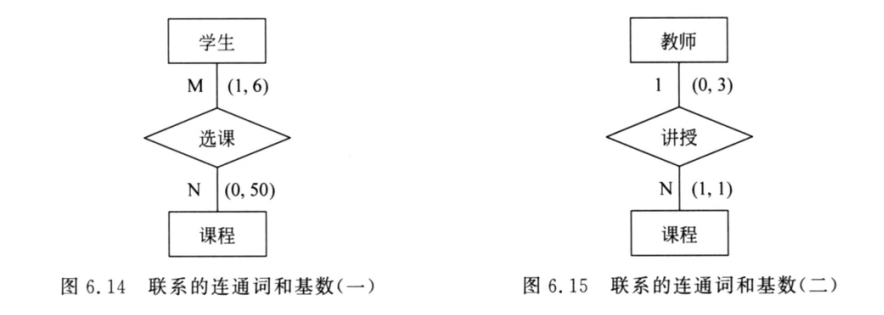 学生
M (1, 6)
选课
N (0, 50)
课程
图 6.14 联系的连通词和基数(一)
教师
1 (0, 3)
讲授
N (1, 1)
课程
图 6.15 联系的连通词和基数(二)